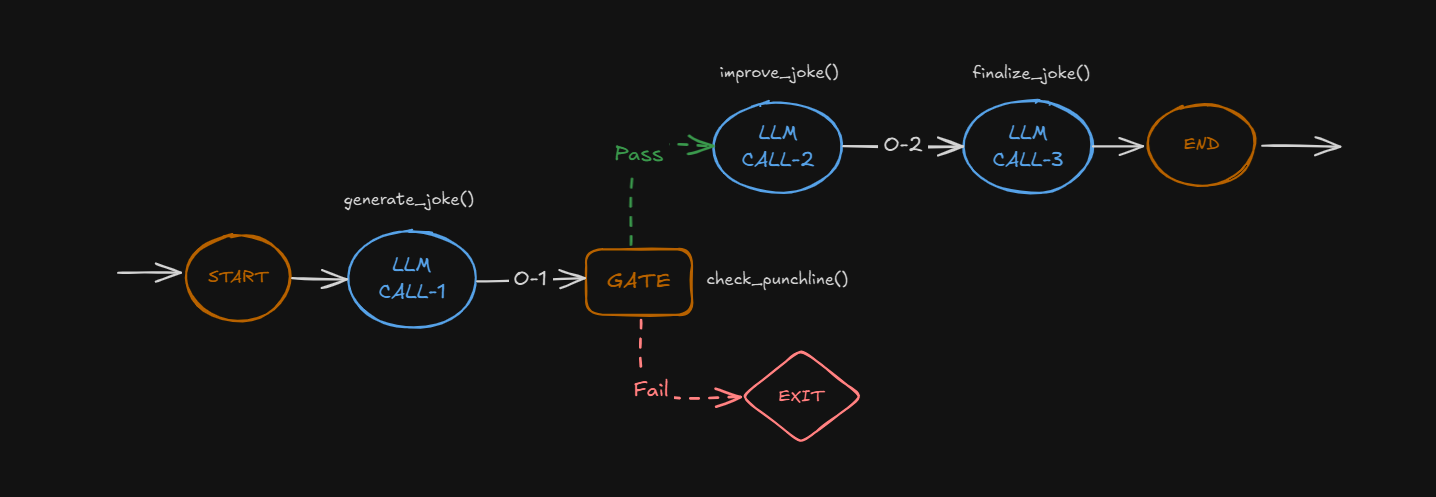 improve_joke()
finalize_joke()
LLM
CALL-2
O-2
LLM
CALL-3
END
Pass
generate_joke()
START
LLM
CALL-1
O-1
GATE
check_punchline()
Fail
EXIT